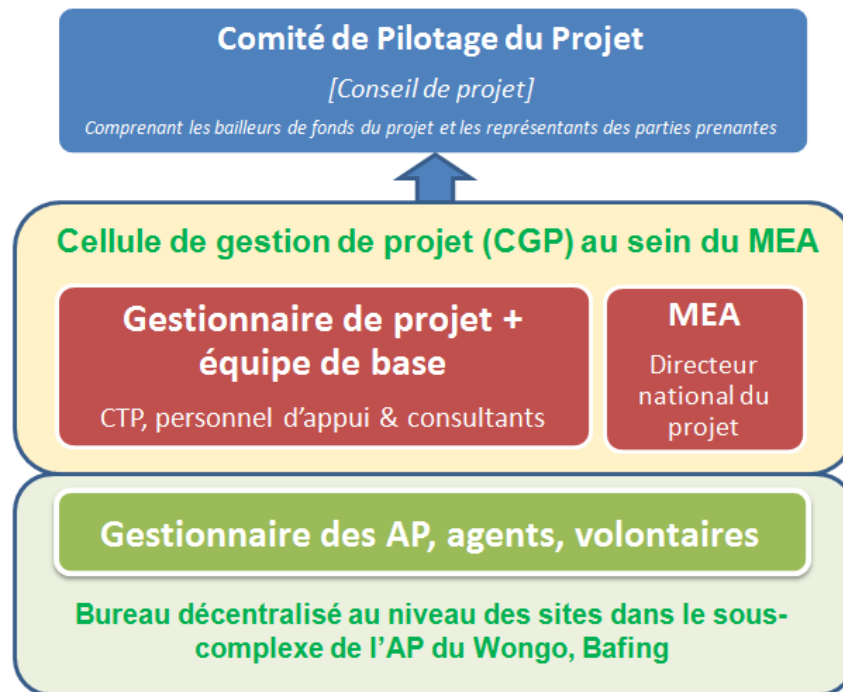 Comité de Pilotage du Projet
[Conseil de projet]
Comprenant les bailleurs de fonds du projet et les représentants des parties prenantes
Cellule de gestion de projet (CGP) au sein du MEA
Gestionnaire de projet +
équipe de base
CTP, personnel d’appui & consultants
MEA
Directeur
national du
projet
Gestionnaire des AP, agents, volontaires
Bureau décentralisé au niveau des sites dans le sous-
complexe de l’AP du Wongo, Bafing